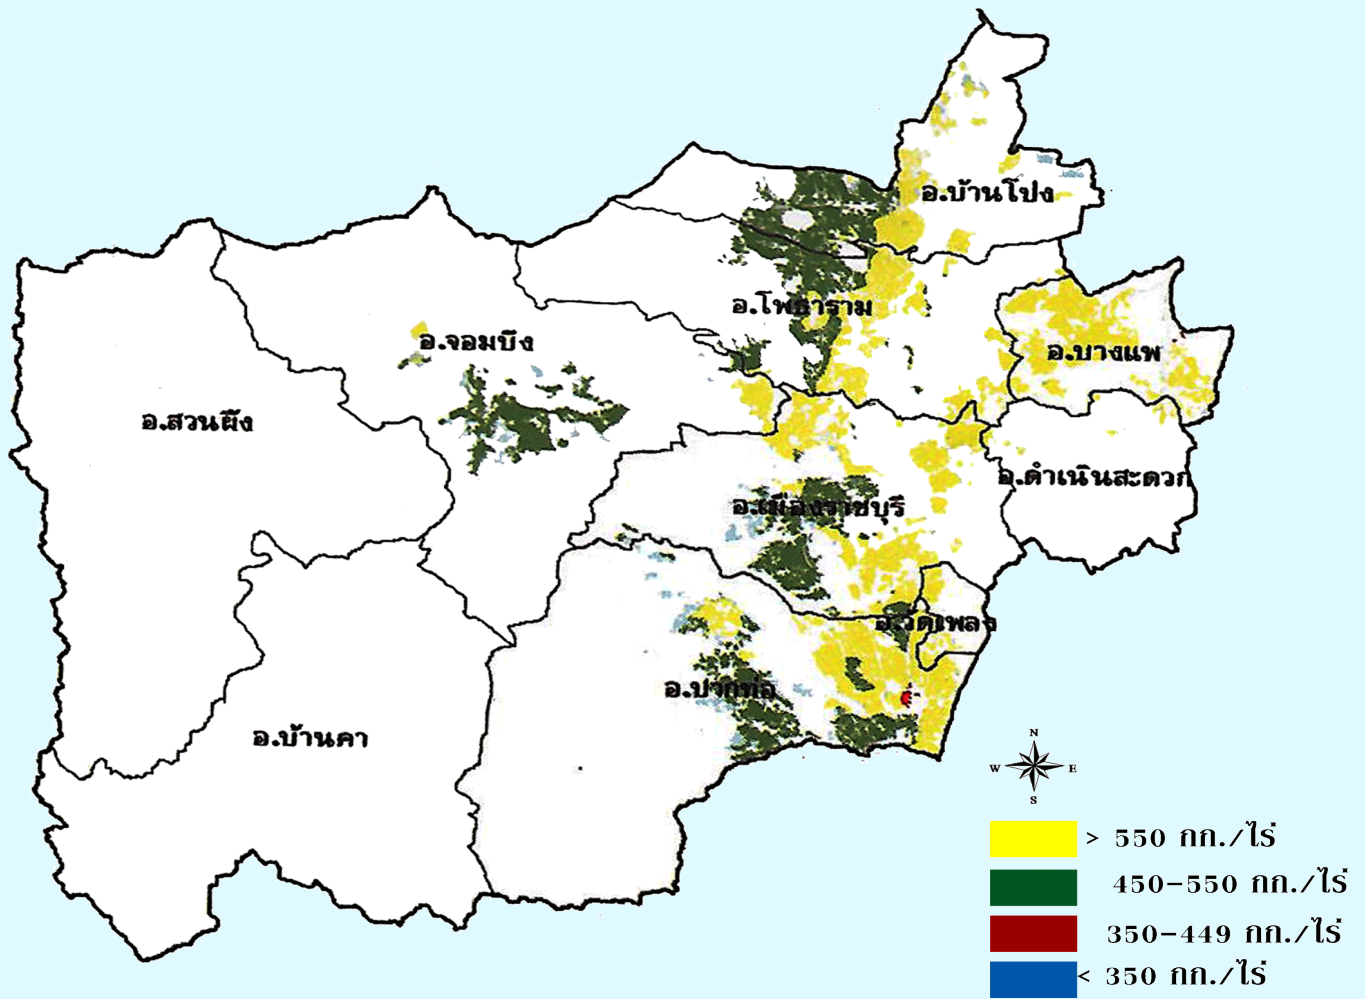 อ.บ้านโป่ง
อ.โพธาราม
อ.จอมบึง
อ.บางแพ
อ.สวนผึ้ง
อ.ดำเนินสะดวก
อ.เมืองราชบุรี
อ.วัดเพลง
อ.ปากท่อ
อ.บ้านคา
N
W E
S
> 550 กก./ไร่
450-550 กก./ไร่
350-449 กก./ไร่
< 350 กก./ไร่